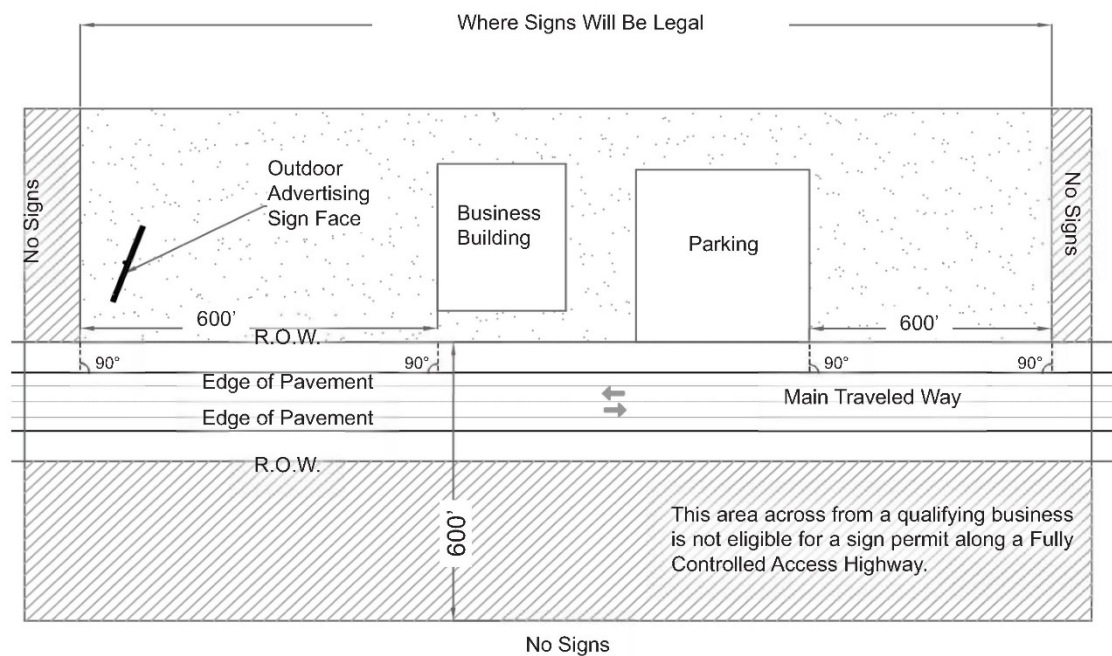 Where Signs Will Be Legal
No Signs
Outdoor
Advertising
Sign Face
Business
Building
Parking
No Signs
600’
600’
R.O.W.
90°
90°
90°
90°
Edge of Pavement
Main Traveled Way
Edge of Pavement
R.O.W.
600’
This area across from a qualifying business
is not eligible for a sign permit along a Fully
Controlled Access Highway.
No Signs